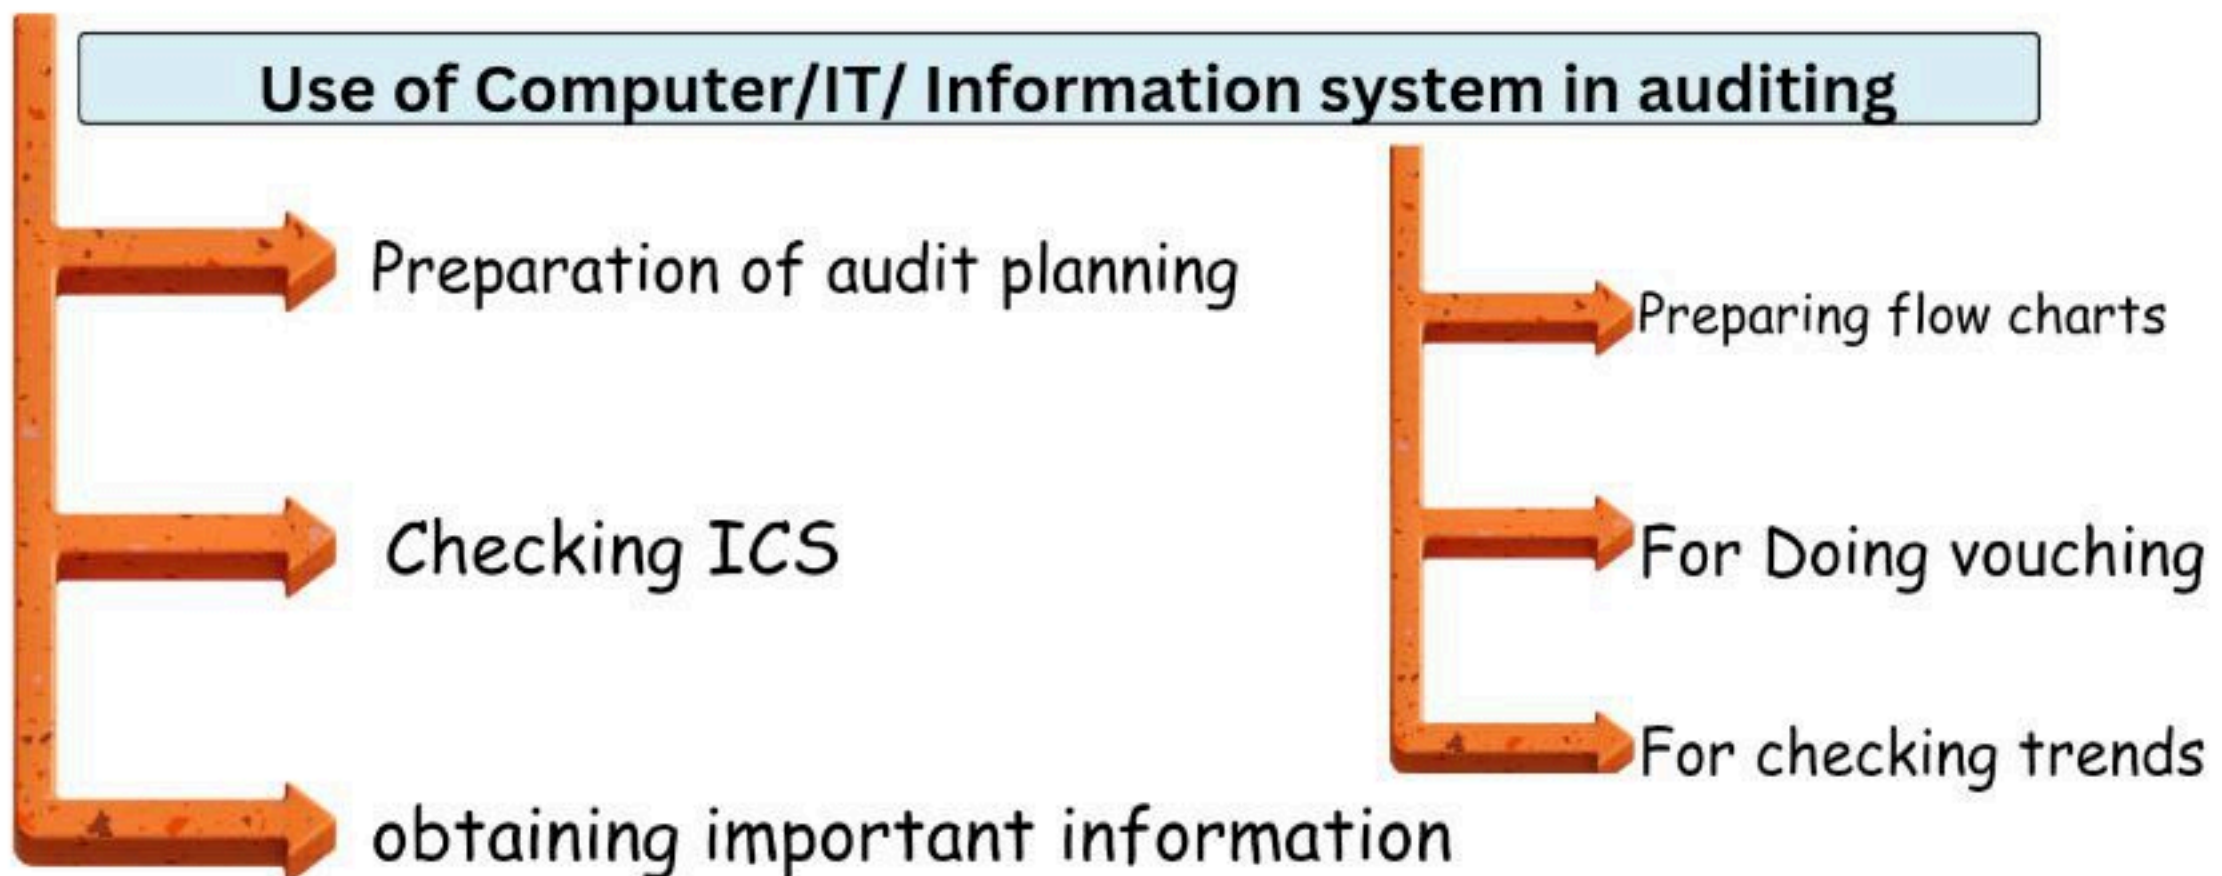 Use of Computer/IT/ Information system in auditing
Preparation of audit planning
Checking ICS
obtaining important information
Preparing flow charts
For Doing vouching
For checking trends